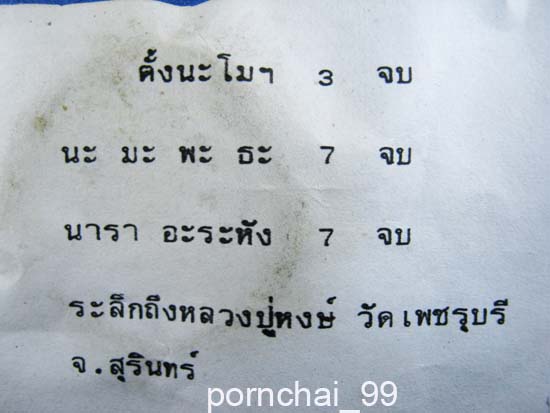 ตั้งนะโมฯ 3 จบ
นะ มะ พะ ธะ 7 จบ
นารา อะระหัง 7 จบ
ระลึกถึงหลวงปู่หงษ์ วัดเพชรุบรี
จ.สุรินทร์
pornchai_99